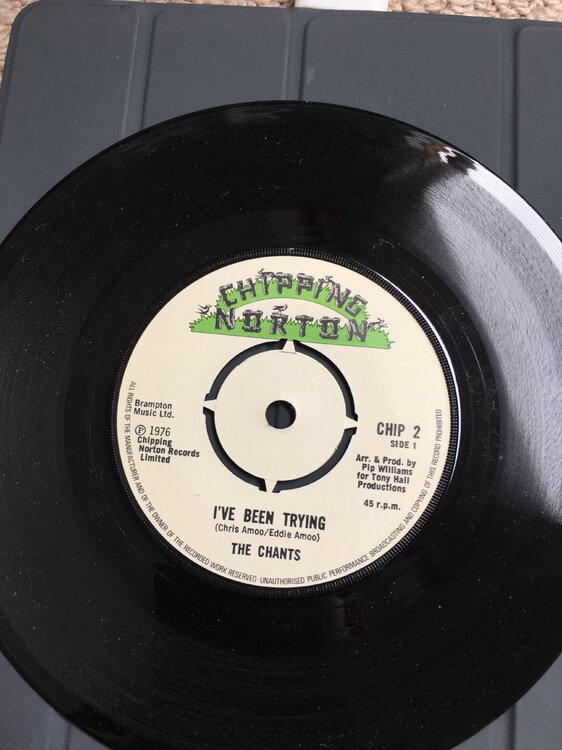 CHIPPING
NORTON
Brampton
Music Ltd.
Ⓟ 1976
Chipping
Norton Records
Limited
CHIP 2
SIDE 1
Arr. & Prod. by
Pip Williams
for Tony Hall
Productions
45 r.p.m.
I'VE BEEN TRYING
(Chris Amoo/Eddie Amoo)
THE CHANTS
ALL RIGHTS OF THE MANUFACTURER AND OF THE OWNER OF THE RECORDED WORK RESERVED · UNAUTHORISED PUBLIC PERFORMANCE BROADCASTING AND COPYING OF THIS RECORD PROHIBITED